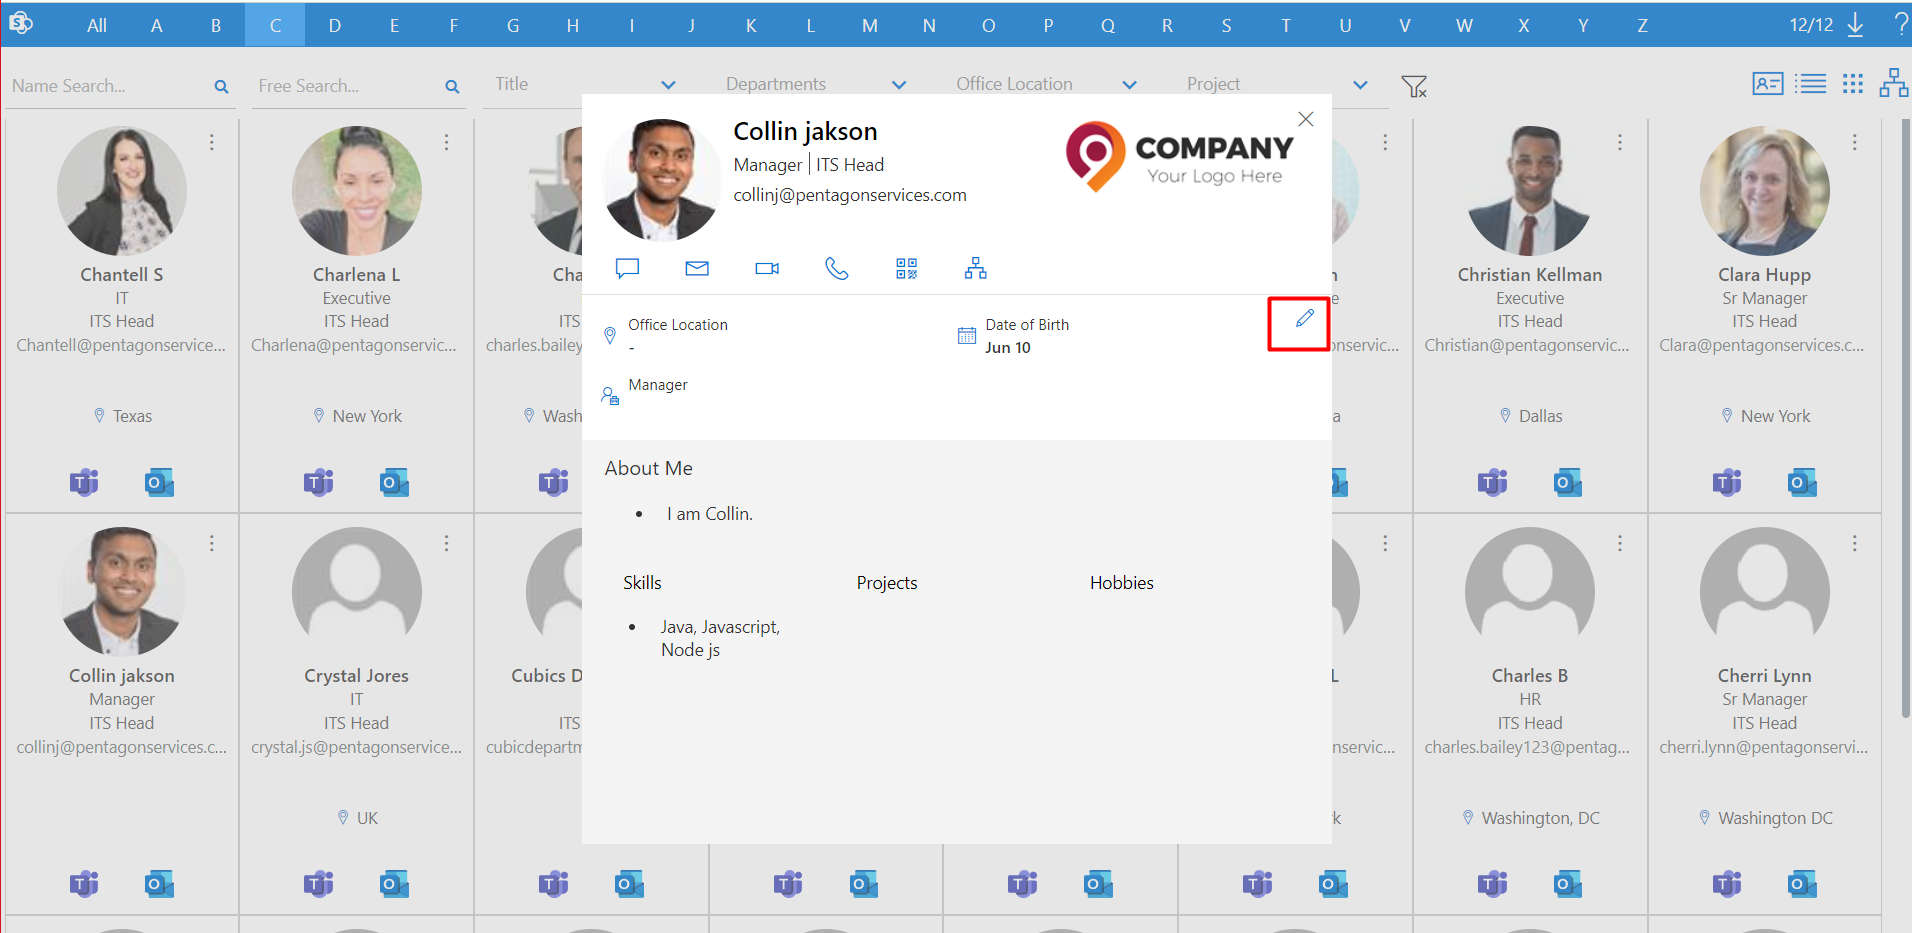 S All A B C D E F G H I J K L M N O P Q R S T U V W X Y Z 12/12 ?
Name Search... Free Search... Title Departments Office Location Project
Collin jakson
Manager | ITS Head
collinj@pentagonservices.com
COMPANY
Your Logo Here
Office Location
-
Date of Birth
Jun 10
Manager
About Me
• I am Collin.
Skills Projects Hobbies
• Java, Javascript,
Node js
Chantell S
IT
ITS Head
Chantell@pentagonservice...
Texas
T O
Charlena L
Executive
ITS Head
Charlena@pentagonservic...
New York
T O
Cha
ITS
charles.bailey
Wash
T
n
e
onservic...
a
Christian Kellman
Executive
ITS Head
Christian@pentagonservic...
Dallas
T O
Clara Hupp
Sr Manager
ITS Head
Clara@pentagonservices.c...
New York
T O
Collin jakson
Manager
ITS Head
collinj@pentagonservices.c...
T O
Crystal Jores
IT
ITS Head
crystal.js@pentagonservice...
UK
T O
Cubics D
ITS
cubicdepartm
T O
T O
T O
L
nservic...
k
T O
Charles B
HR
ITS Head
charles.bailey123@pentag...
Washington, DC
T O
Cherri Lynn
Sr Manager
ITS Head
cherri.lynn@pentagonservi...
Washington DC
T O